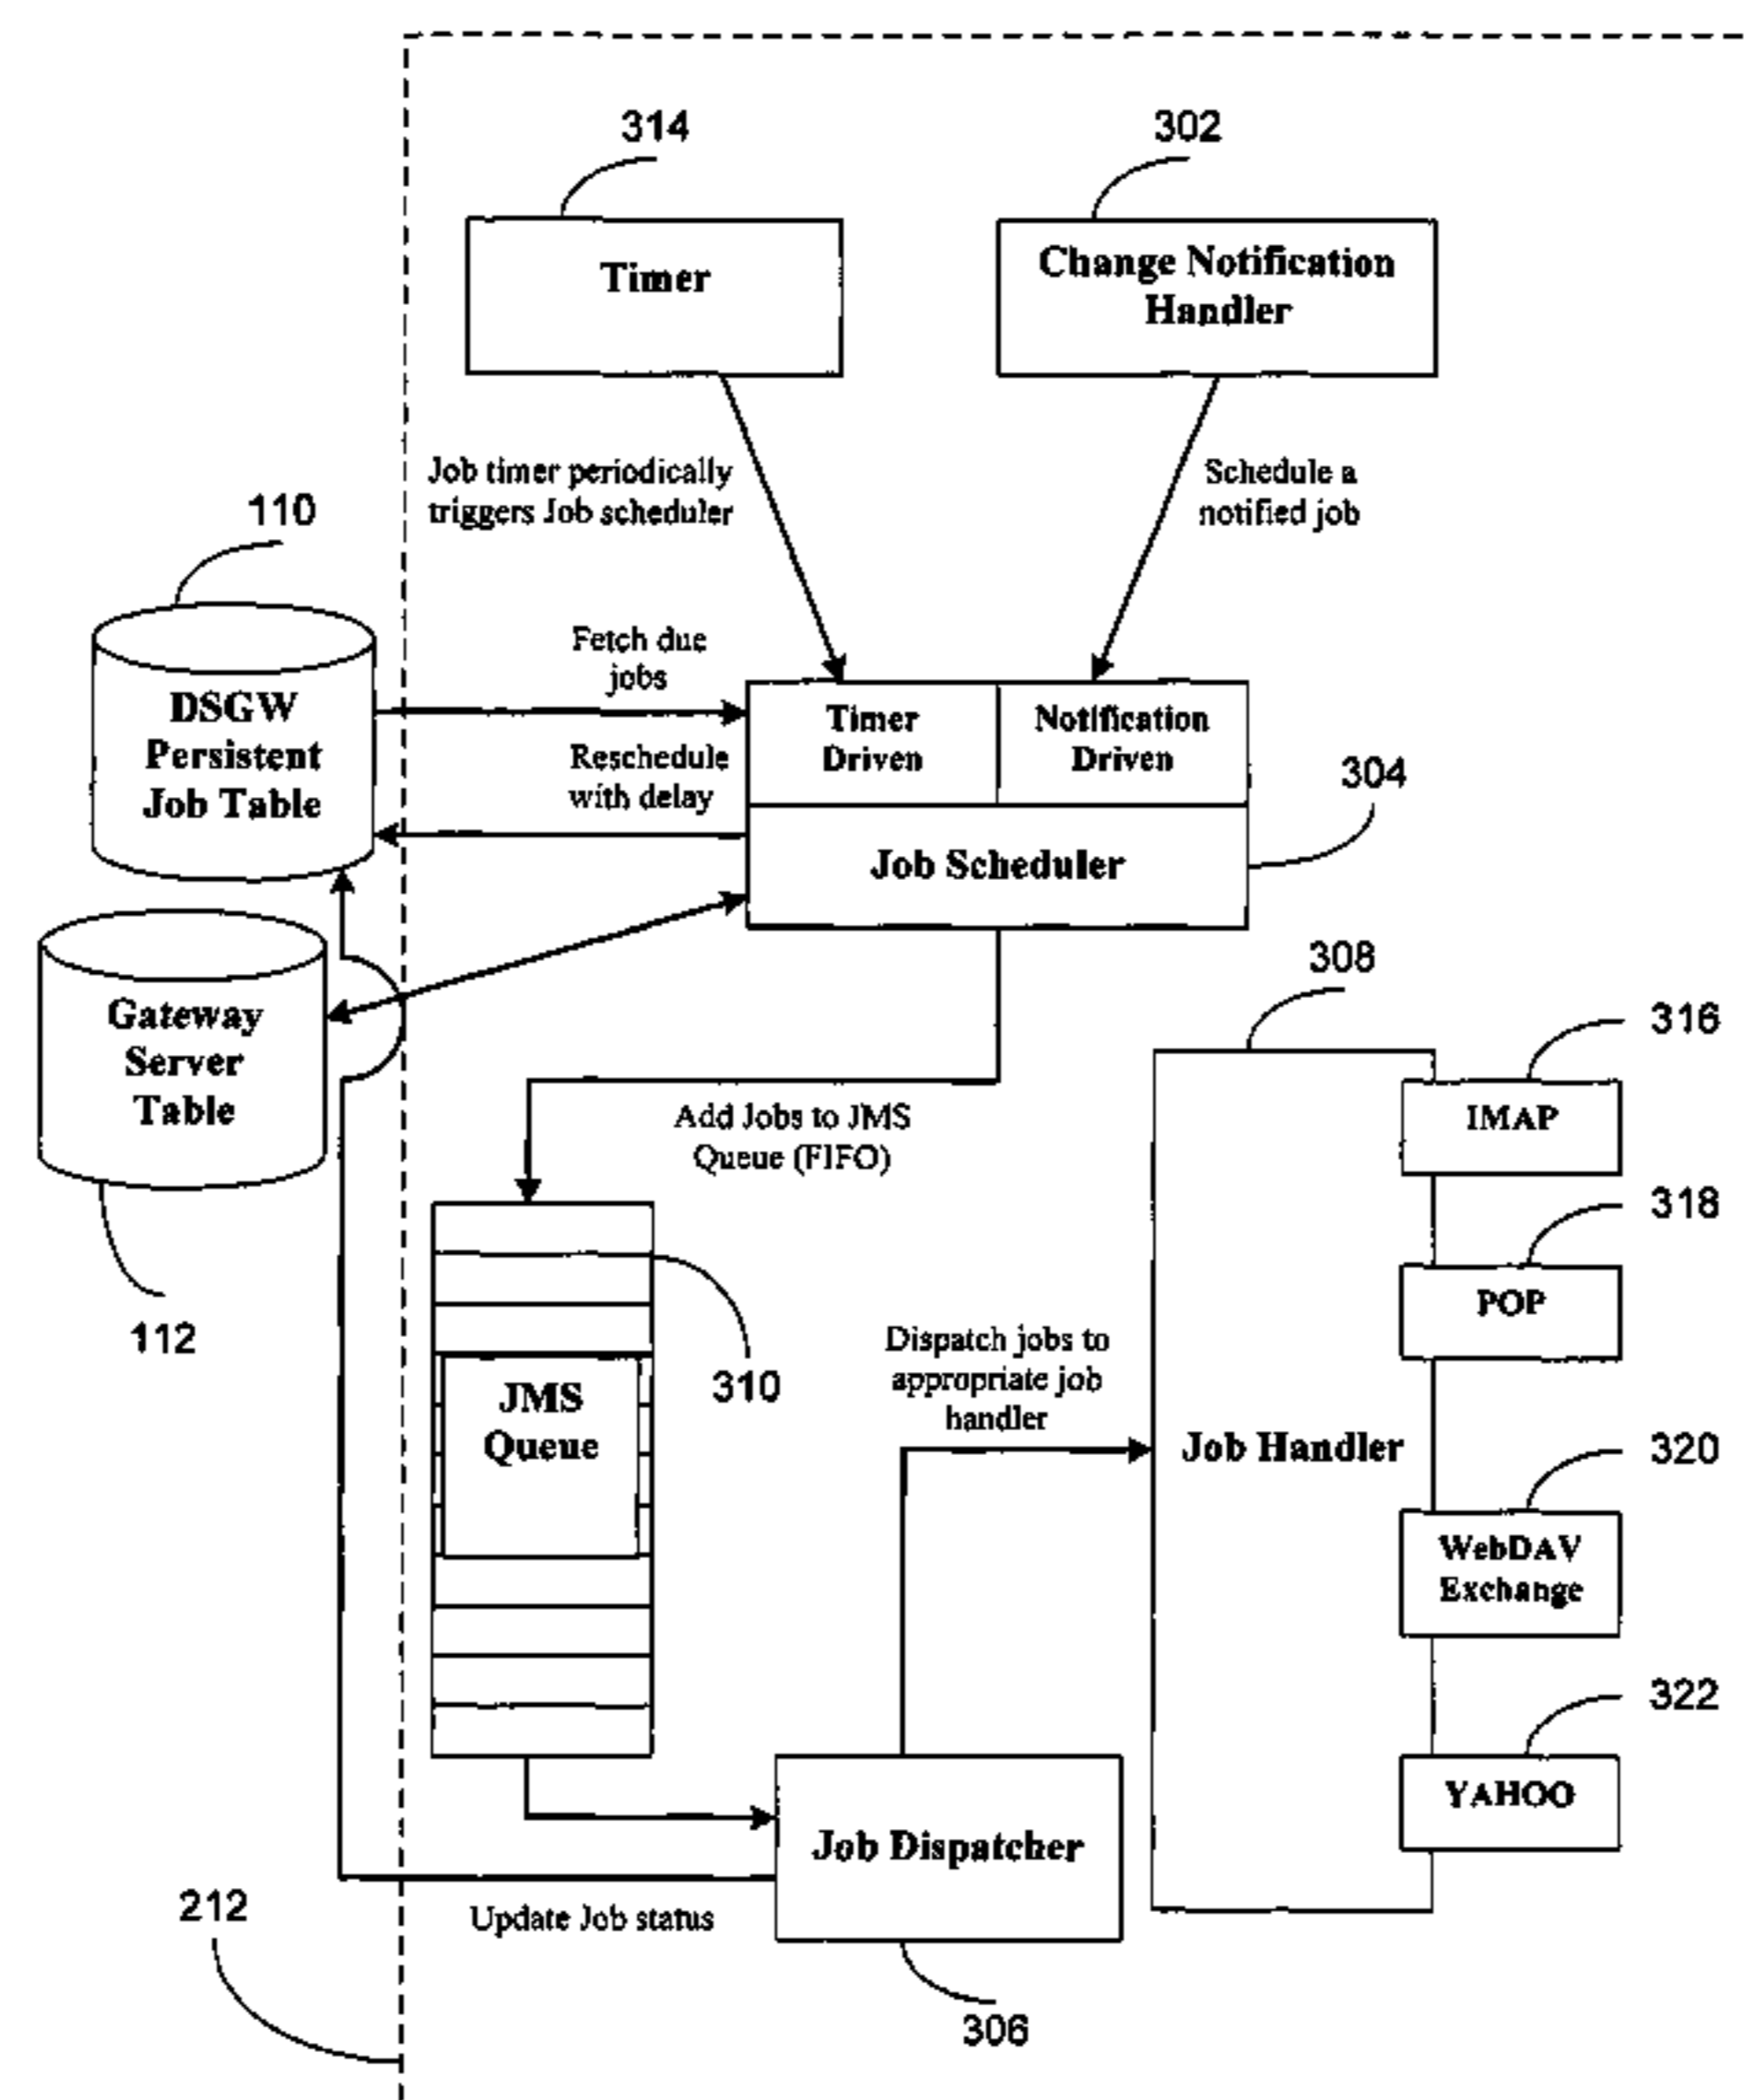 314
302
Timer
Change Notification
Handler
Job timer periodically
triggers Job scheduler
Schedule a
notified job
110
Fetch due
jobs
DSGW
Persistent
Job Table
Timer
Driven
Notification
Driven
Reschedule
with delay
304
Job Scheduler
308
Gateway
Server
Table
316
IMAP
Add Jobs to JMS
Queue (FIFO)
318
POP
112
310
JMS
Queue
Dispatch jobs to
appropriate job
handler
Job Handler
320
WebDAV
Exchange
322
YAHOO
Job Dispatcher
212
Update Job status
306